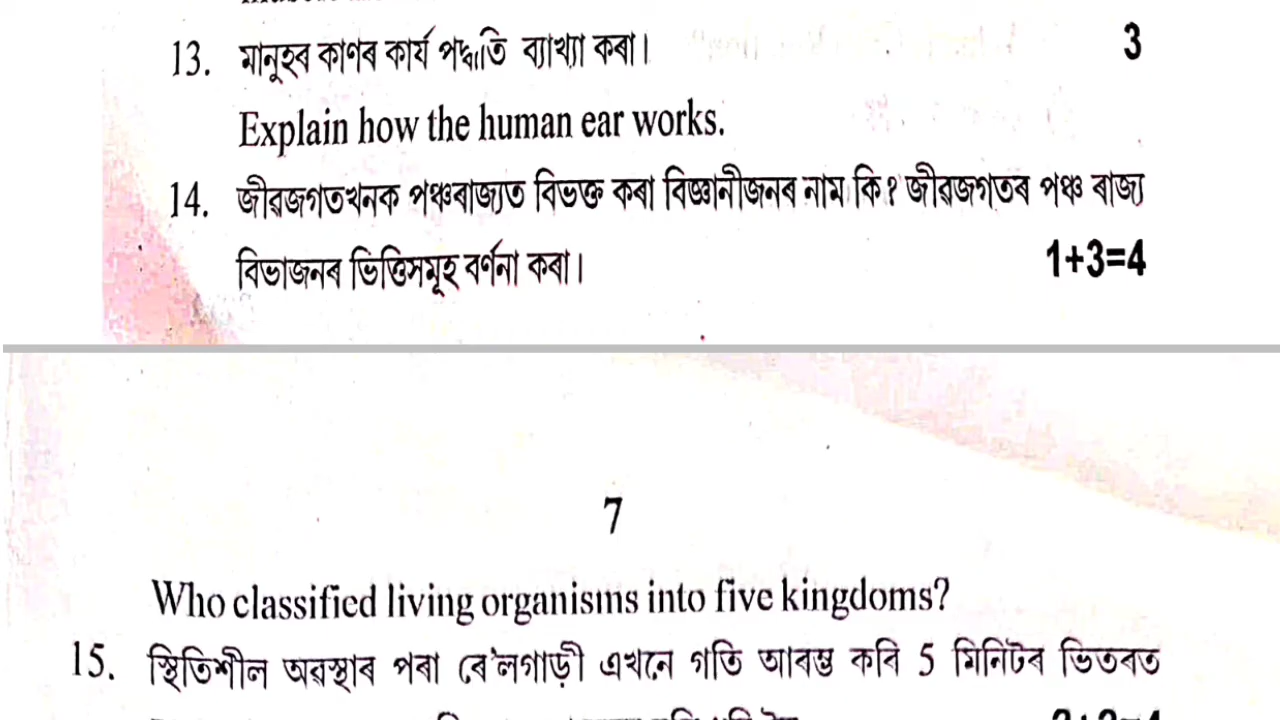 13. মানুহৰ কাণৰ কাৰ্য পদ্ধতি ব্যাখ্যা কৰা। 3
Explain how the human ear works.
14. জীৱজগতখনক পঞ্চৰাজ্যত বিভক্ত কৰা বিজ্ঞানীজনৰ নাম কি? জীৱজগতৰ পঞ্চ ৰাজ্য
বিভাজনৰ ভিত্তিসমূহ বৰ্ণনা কৰা। 1+3=4
7
Who classified living organisms into five kingdoms?
15. স্থিতিশীল অৱস্থাৰ পৰা ৰে'লগাড়ী এখনে গতি আৰম্ভ কৰি 5 মিনিটৰ ভিতৰত